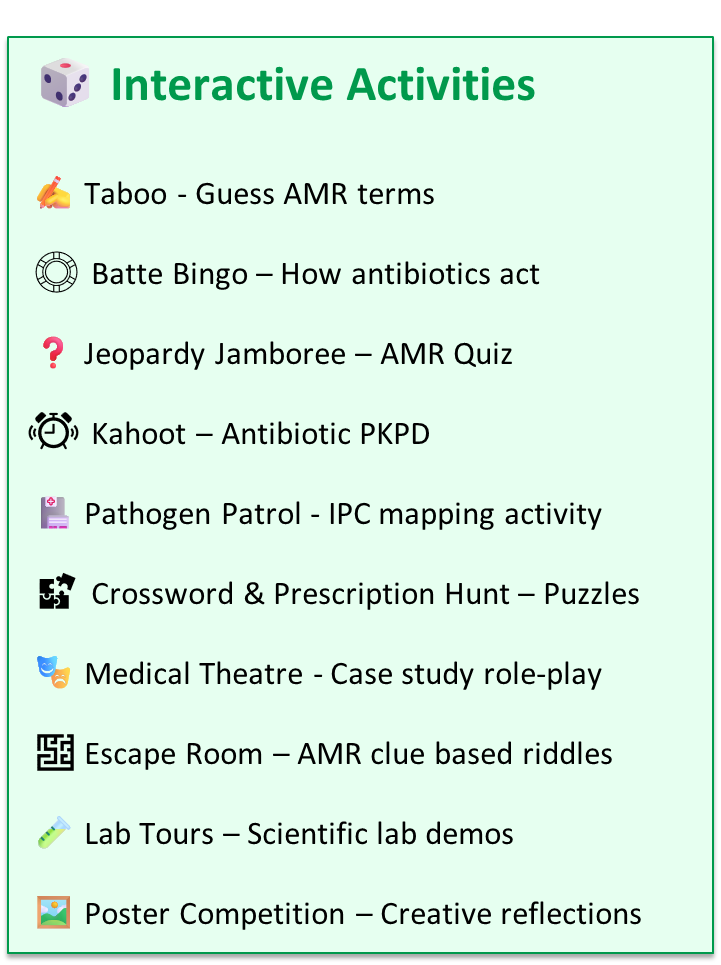 Interactive Activities
Taboo - Guess AMR terms
Batte Bingo – How antibiotics act
Jeopardy Jamboree – AMR Quiz
Kahoot – Antibiotic PKPD
Pathogen Patrol - IPC mapping activity
Crossword & Prescription Hunt – Puzzles
Medical Theatre - Case study role-play
Escape Room – AMR clue based riddles
Lab Tours – Scientific lab demos
Poster Competition – Creative reflections